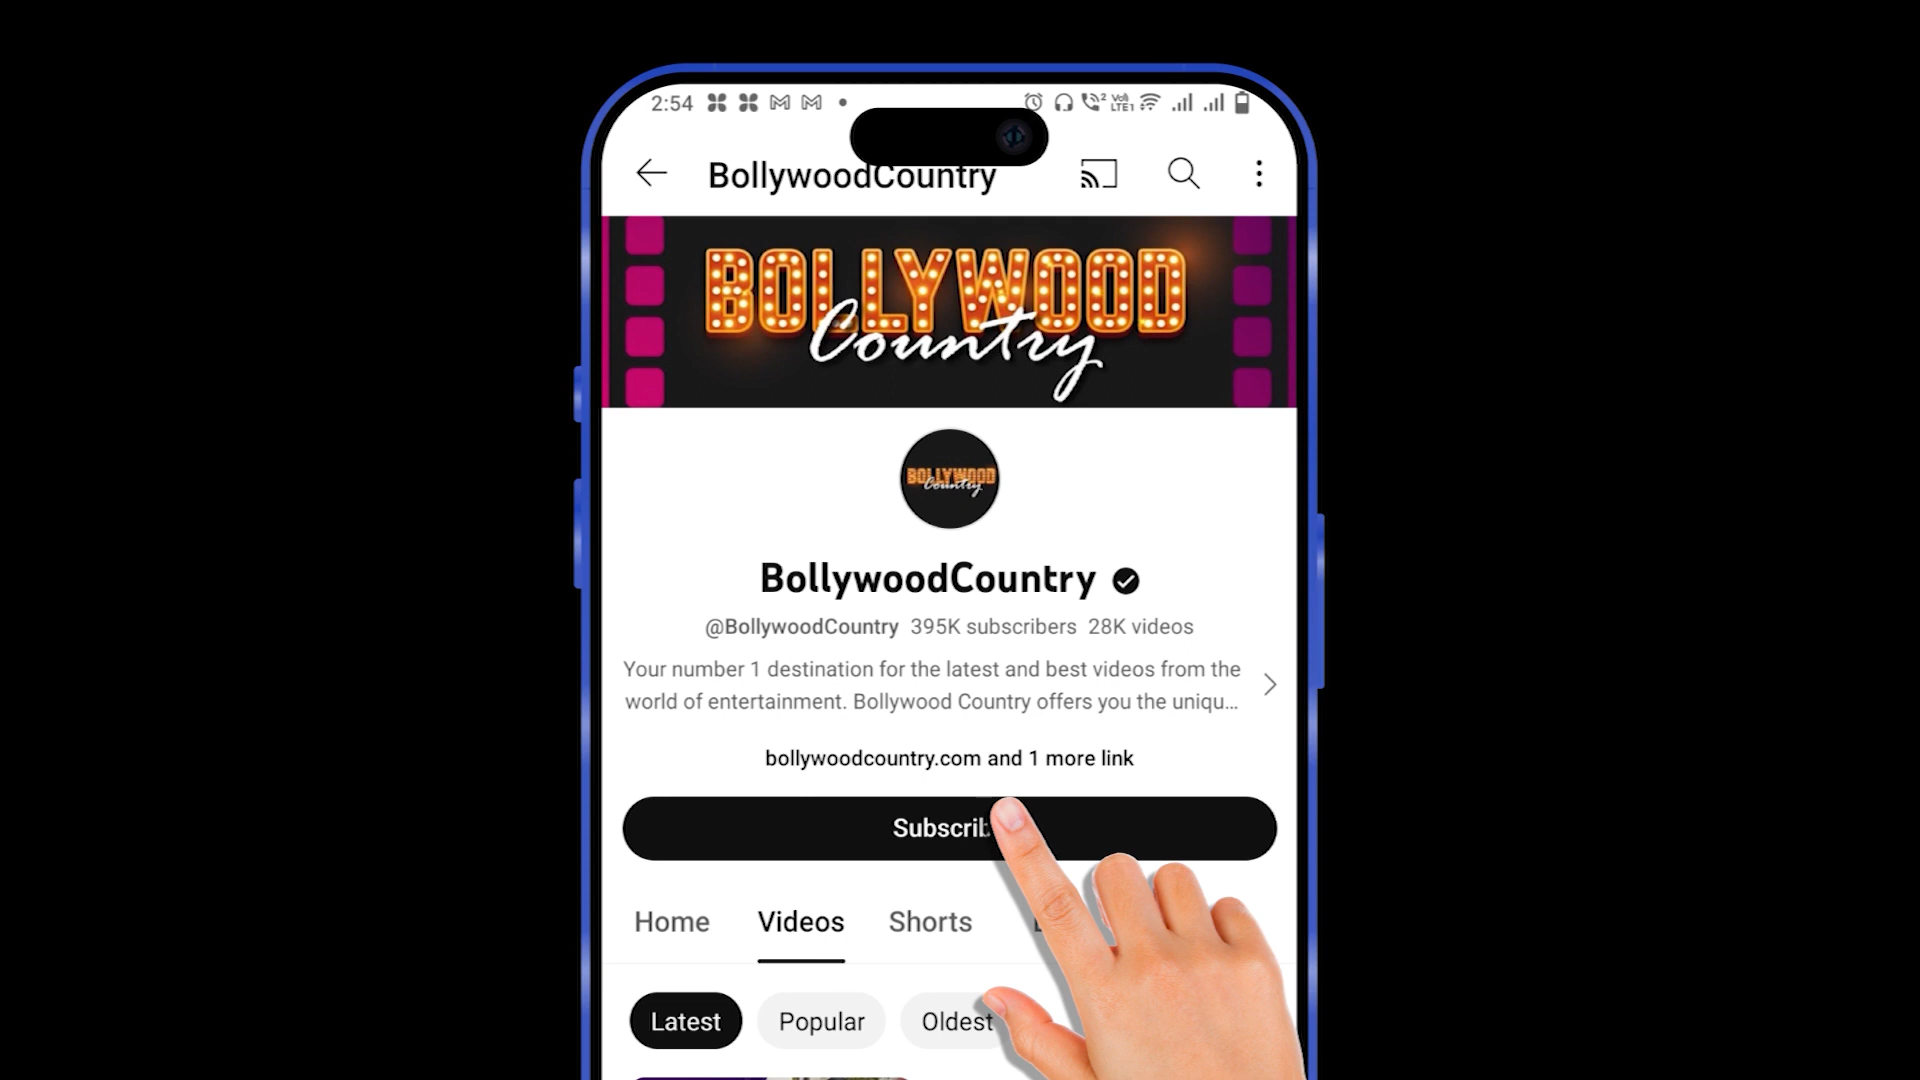 2:54
VoI)
LTE1
BollywoodCountry
BOLLYWOOD
Country
BOLLYWOOD
Country
BollywoodCountry
@BollywoodCountry 395K subscribers 28K videos
Your number 1 destination for the latest and best videos from the
world of entertainment. Bollywood Country offers you the uniqu...
bollywoodcountry.com and 1 more link
Subscrib
Home Videos Shorts
Latest Popular Oldest